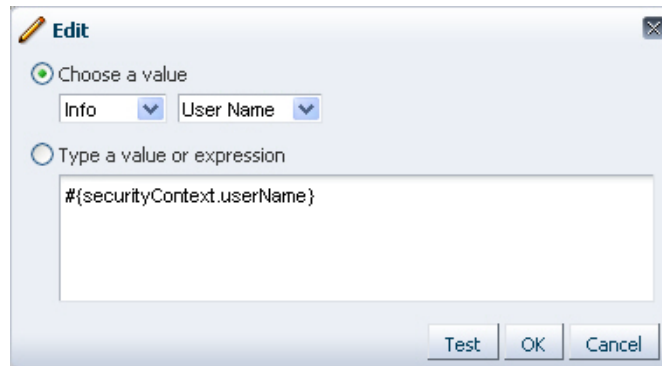 Edit
Choose a value
Info User Name
Type a value or expression
#{securityContext.userName}
Test OK Cancel